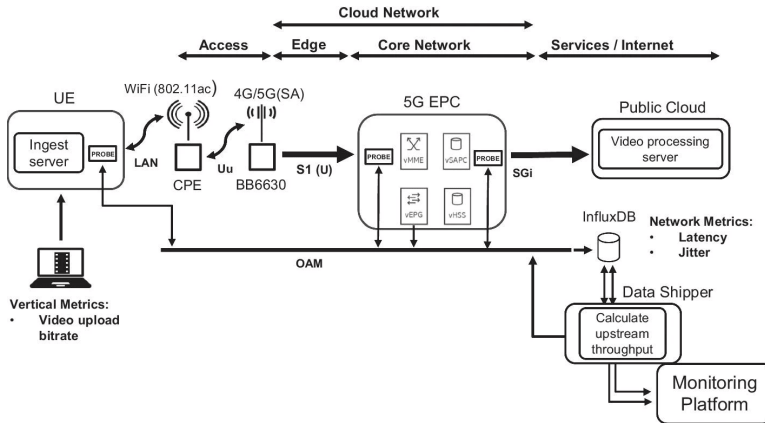 Cloud Network
Access
Edge
Core Network
Services / Internet
UE
WiFi (802.11ac)
4G/5G(SA)
5G EPC
Public Cloud
Ingest
server
PROBE
LAN
CPE
Uu
BB6630
S1 (U)
PROBE
vMME
vSAPC
PROBE
vEPG
vHSS
SGi
Video processing
server
OAM
InfluxDB
Network Metrics:
• Latency
• Jitter
Vertical Metrics:
• Video upload
bitrate
Data Shipper
Calculate
upstream
throughput
Monitoring
Platform